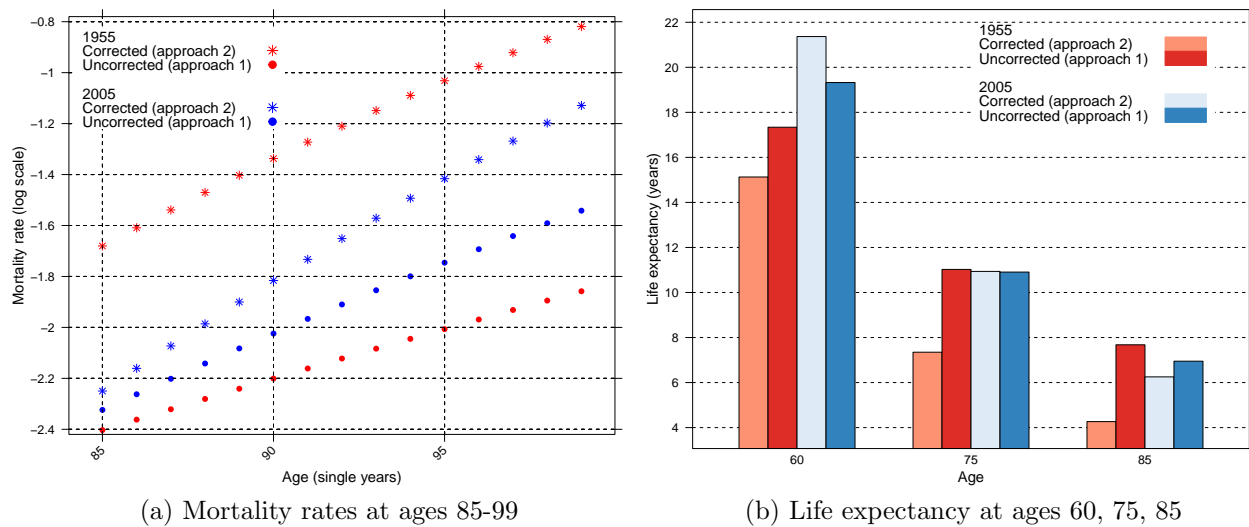 1955
Corrected (approach 2)
Uncorrected (approach 1)
2005
Corrected (approach 2)
Uncorrected (approach 1)
Mortality rate (log scale)
−0.8
−1
−1.2
−1.4
−1.6
−1.8
−2
−2.2
−2.4
85
90
95
Age (single years)
(a) Mortality rates at ages 85-99
1955
Corrected (approach 2)
Uncorrected (approach 1)
2005
Corrected (approach 2)
Uncorrected (approach 1)
Life expectancy (years)
22
20
18
16
14
12
10
8
6
4
60
75
85
Age
(b) Life expectancy at ages 60, 75, 85